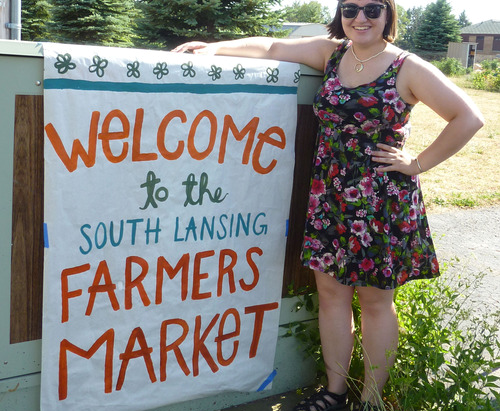 WELCOME
to the
SOUTH LANSING
FARMERS
MARKET